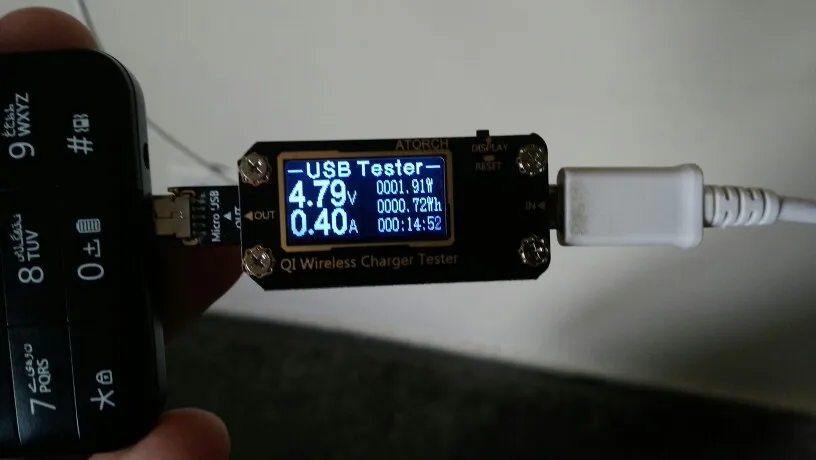 9
WXYZ
#
8
TUV
0 +
7
PQRS
*
Micro USB
OUT
◄OUT
ATORCH
DISPLAY
RESET
IN◄
USB Tester
4.79V
0.40A
0001.91W
0000.72Wh
000:14:52
QI Wireless Charger Tester